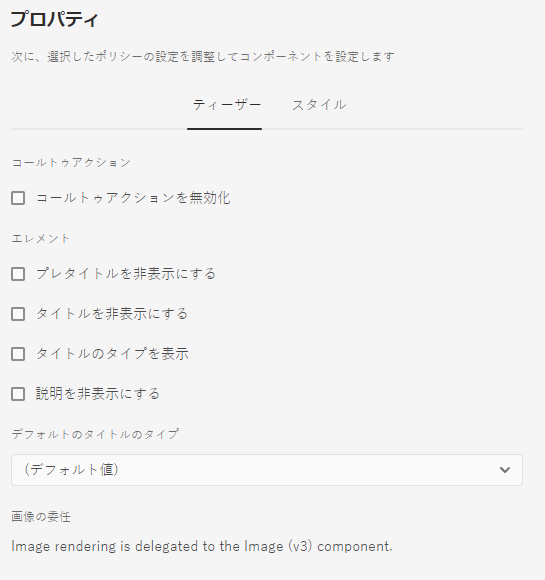 プロパティ
次に、選択したポリシーの設定を調整してコンポーネントを設定します
ティーザー スタイル
コールトゥアクション
コールトゥアクションを無効化
エレメント
プレタイトルを非表示にする
タイトルを非表示にする
タイトルのタイプを表示
説明を非表示にする
デフォルトのタイトルのタイプ
(デフォルト値)
画像の委任
Image rendering is delegated to the Image (v3) component.